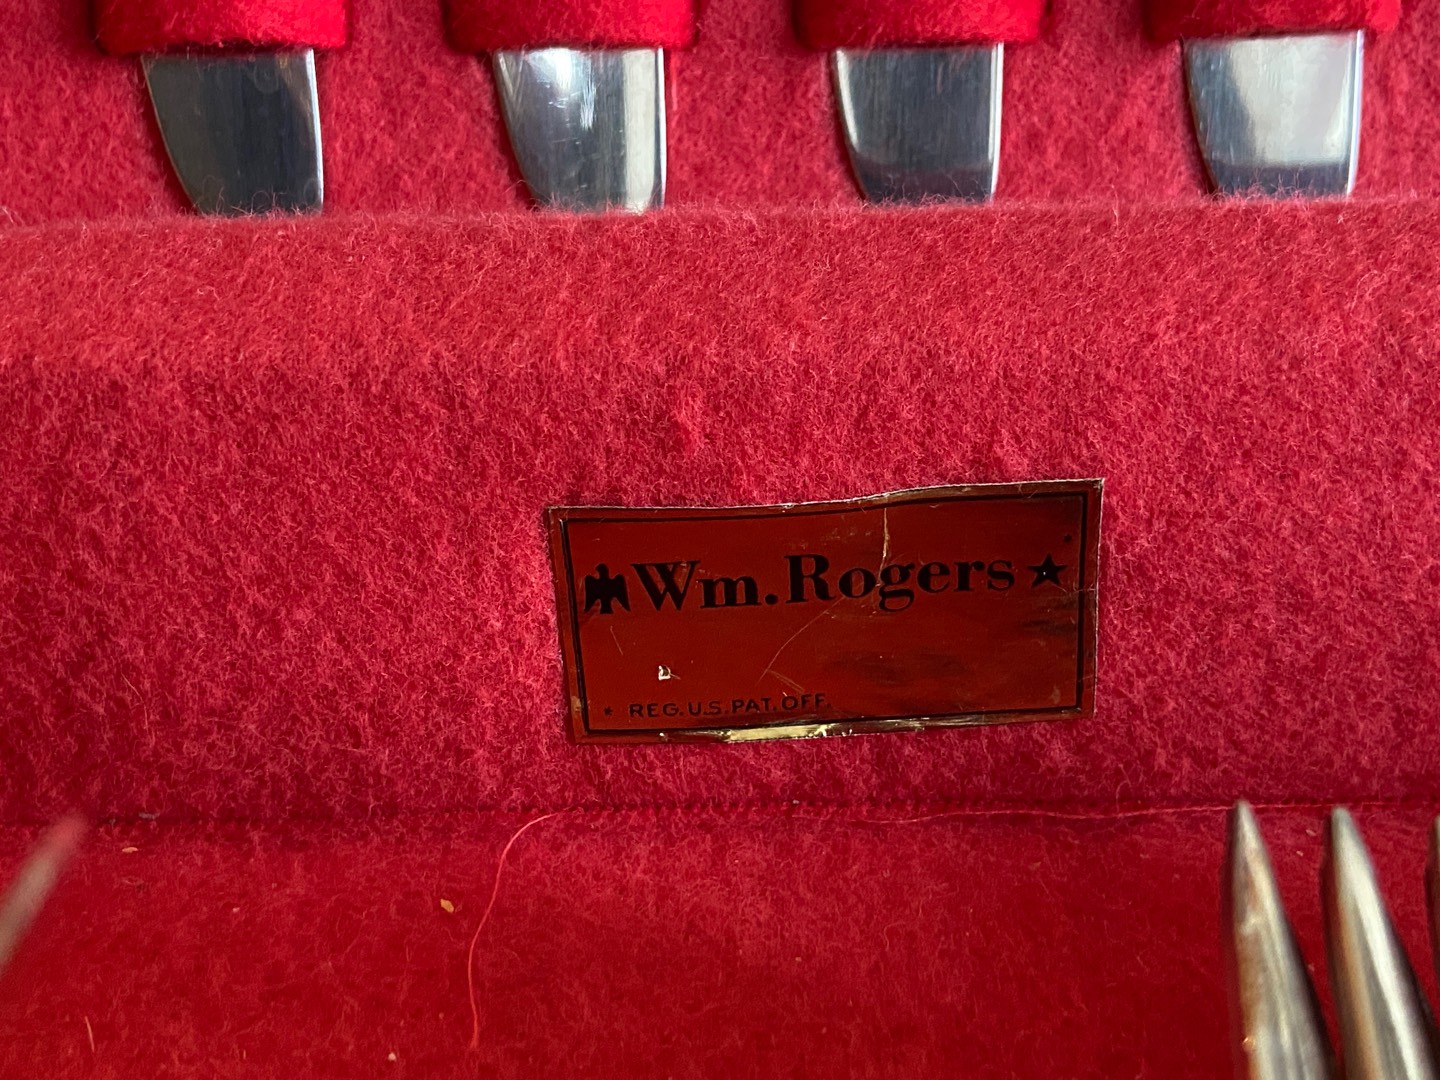 Wm. Rogers
REG. U.S. PAT. OFF.